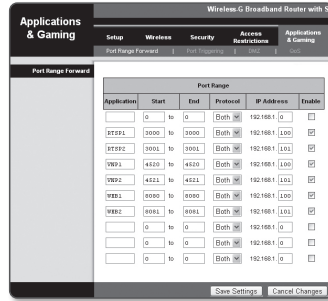 Wireless-G Broadband Router with S
Applications & Gaming
Setup Wireless Security Access Restrictions Applications & Gaming
Port Range Forward | Port Triggering | DMZ | QoS
Port Range Forward
Port Range
Application Start End Protocol IP Address Enable
0 to 0 Both 192.168.1. 0
RTSP1 3000 to 3000 Both 192.168.1. 100
RTSP2 3001 to 3001 Both 192.168.1. 101
VNP1 4520 to 4520 Both 192.168.1. 100
VNP2 4521 to 4521 Both 192.168.1. 101
WEB1 8080 to 8080 Both 192.168.1. 100
WEB2 8081 to 8081 Both 192.168.1. 101
0 to 0 Both 192.168.1. 0
0 to 0 Both 192.168.1. 0
0 to 0 Both 192.168.1. 0
Save Settings Cancel Changes